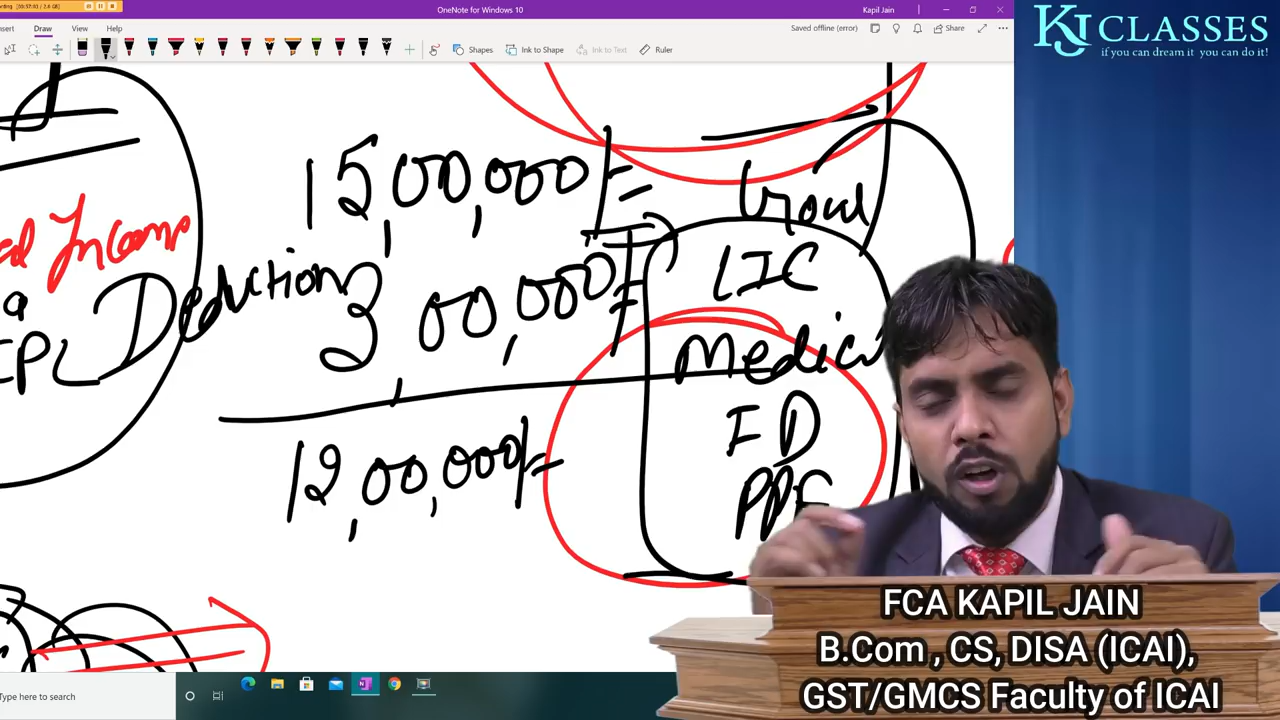 OneNote for Windows 10
Kapil Jain
Insert Draw View Help
Saved offline (error)
Share
Shapes
Ink to Shape
Ink to Text
Ruler
KJ CLASSES
if you can dream it you can do it!
15,00,000/=
Deduction 3,00,000/=
12,00,000/=
LIC
Medical
FD
PPF
Income
FCA KAPIL JAIN
B.Com , CS, DISA (ICAI),
GST/GMCS Faculty of ICAI
Type here to search